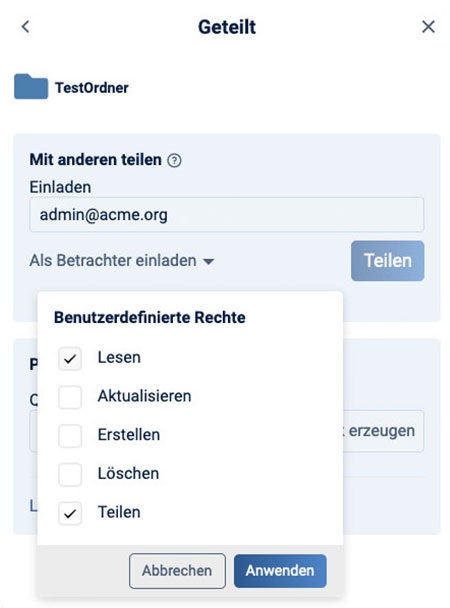 Geteilt
TestOrdner
Mit anderen teilen
Einladen
admin@acme.org
Als Betrachter einladen
Teilen
Benutzerdefinierte Rechte
Lesen
Aktualisieren
Erstellen
erzeugen
Löschen
Teilen
Abbrechen
Anwenden